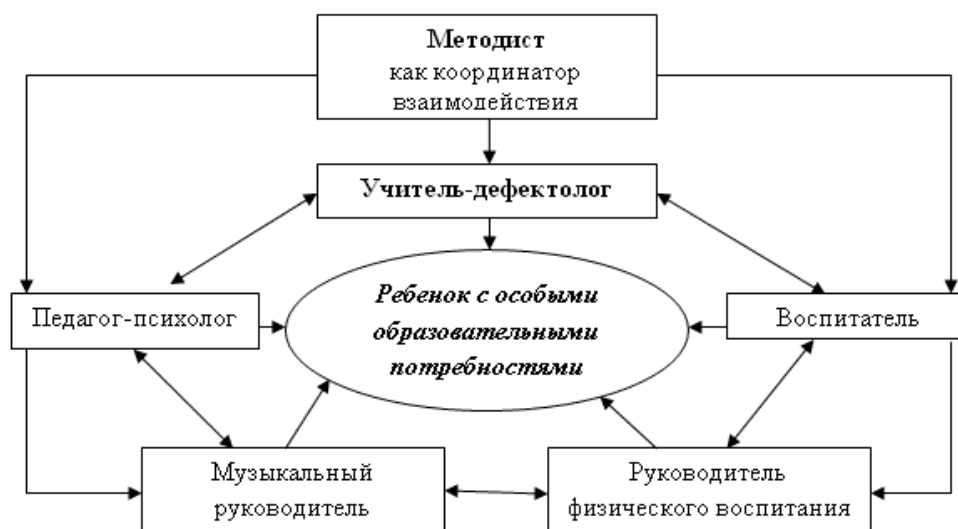 Методист
как координатор
взаимодействия
Учитель-дефектолог
Ребенок с особыми
образовательными
потребностями
Педагог-психолог
Воспитатель
Музыкальный
руководитель
Руководитель
физического воспитания